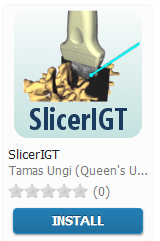 SlicerIGT
SlicerIGT
Tamas Ungi (Queen's U...
(0)
INSTALL